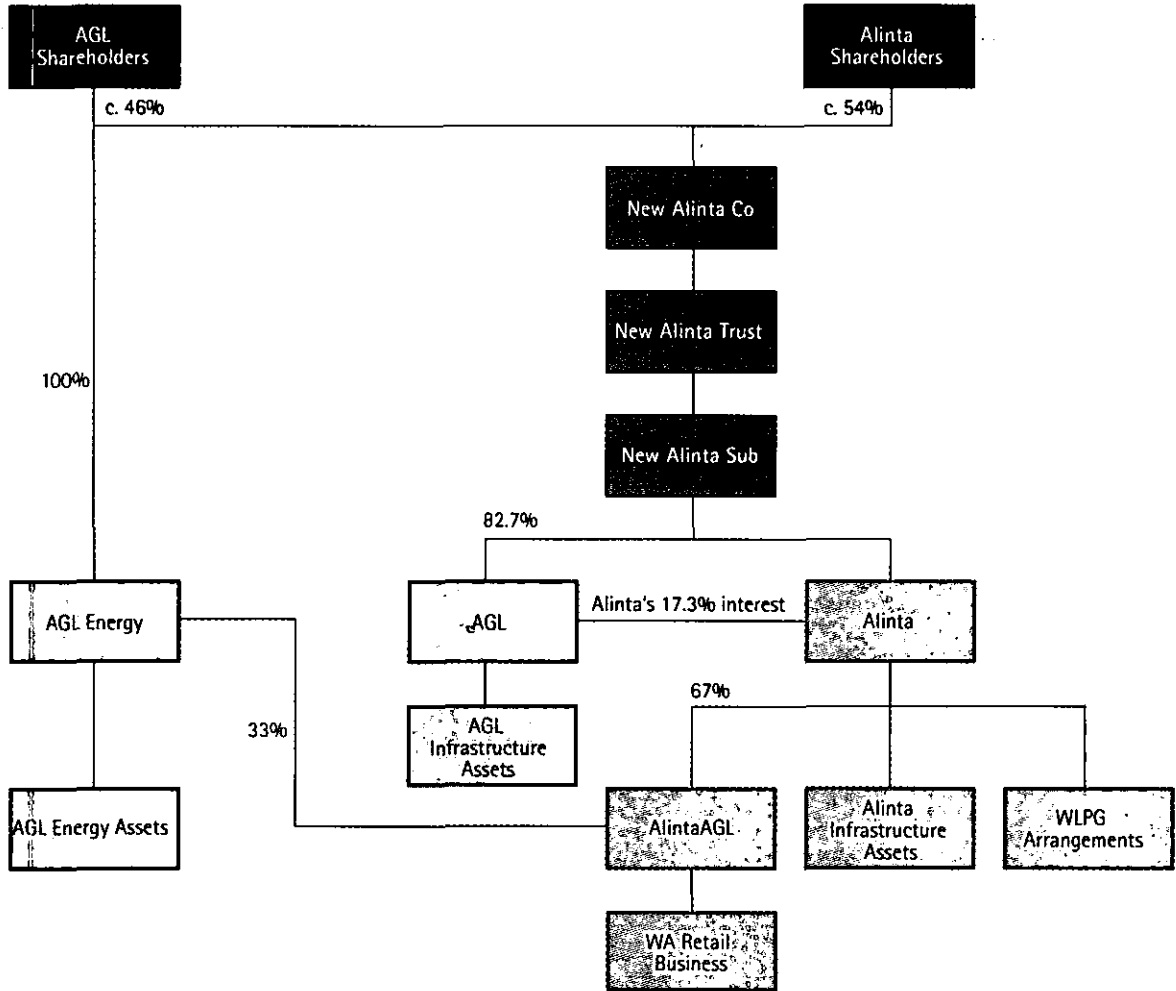 AGL
Shareholders
Alinta
Shareholders
c. 46%
c. 54%
New Alinta Co
New Alinta Trust
100%
New Alinta Sub
82.7%
AGL Energy
AGL
Alinta's 17.3% interest
Alinta
67%
33%
AGL
Infrastructure
Assets
AGL Energy Assets
AlintaAGL
Alinta
Infrastructure
Assets
WLPG
Arrangements
WA Retail
Business